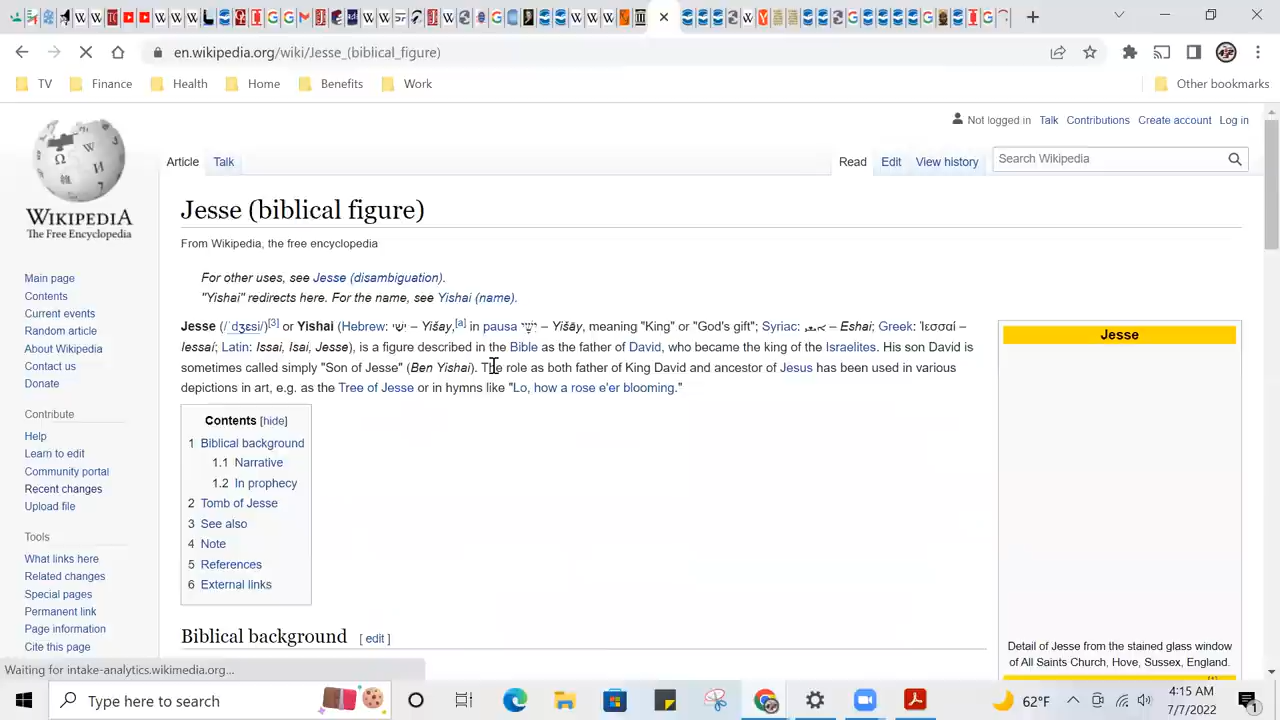 en.wikipedia.org/wiki/Jesse_(biblical_figure)
TV
Finance
Health
Home
Benefits
Work
Other bookmarks
Not logged in Talk Contributions Create account Log in
Article Talk
Read Edit View history
Search Wikipedia
WIKIPEDIA
The Free Encyclopedia
Jesse (biblical figure)
From Wikipedia, the free encyclopedia
For other uses, see Jesse (disambiguation).
"Yishai" redirects here. For the name, see Yishai (name).
Jesse (/ˈdʒɛsi/)[3] or Yishai (Hebrew: יִשַׁי – Yīšay,[a] in pausa יִשָׁי – Yīšāy, meaning "King" or "God's gift"; Syriac: – Eshai; Greek: Ἰεσσαί –
Iessaí; Latin: Issai, Isai, Jesse), is a figure described in the Bible as the father of David, who became the king of the Israelites. His son David is
sometimes called simply "Son of Jesse" (Ben Yishai). The role as both father of King David and ancestor of Jesus has been used in various
depictions in art, e.g. as the Tree of Jesse or in hymns like "Lo, how a rose e'er blooming."
Contents [hide]
1 Biblical background
1.1 Narrative
1.2 In prophecy
2 Tomb of Jesse
3 See also
4 Note
5 References
6 External links
Biblical background [ edit ]
Jesse
Detail of Jesse from the stained glass window
of All Saints Church, Hove, Sussex, England.
Main page
Contents
Current events
Random article
About Wikipedia
Contact us
Donate
Contribute
Help
Learn to edit
Community portal
Recent changes
Upload file
Tools
What links here
Related changes
Special pages
Permanent link
Page information
Cite this page
Waiting for intake-analytics.wikimedia.org...
Type here to search
62°F
4:15 AM
7/7/2022